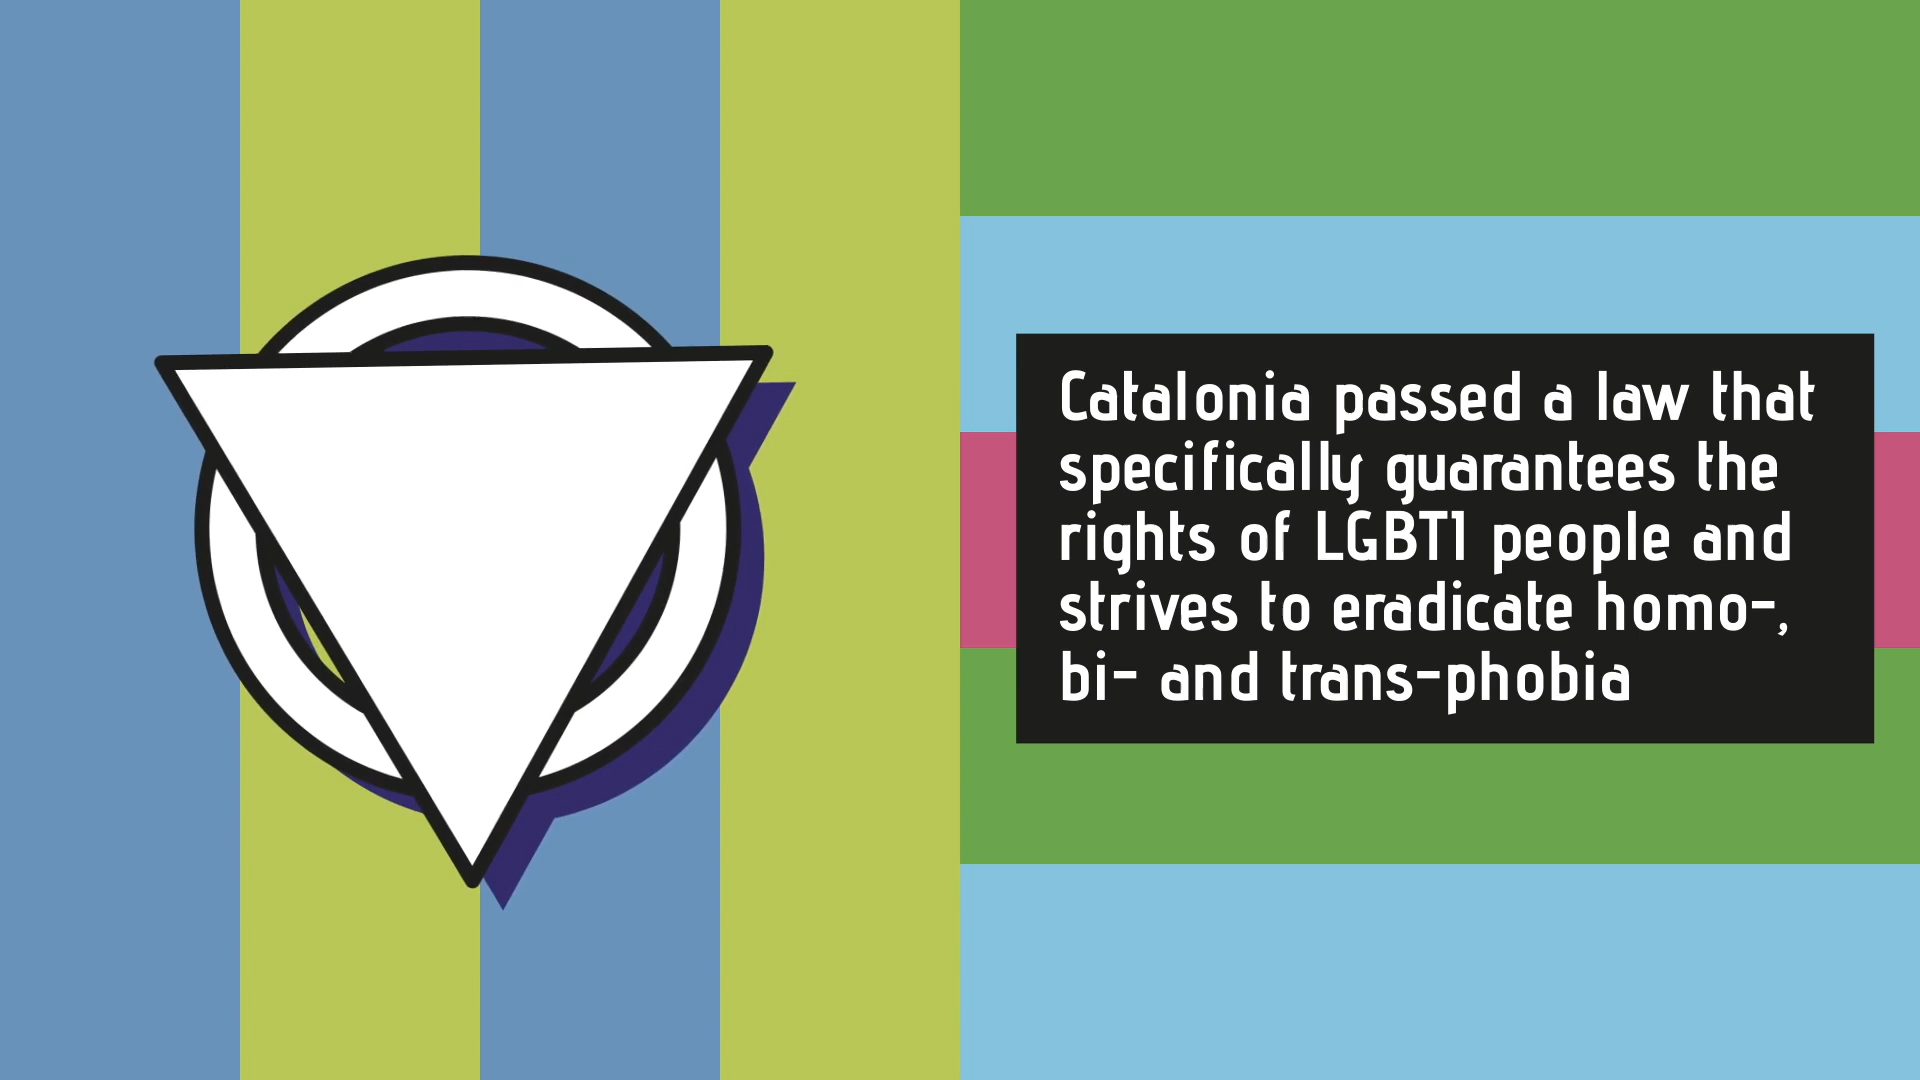 Catalonia passed a law that
specifically guarantees the
rights of LGBTI people and
strives to eradicate homo-,
bi- and trans-phobia